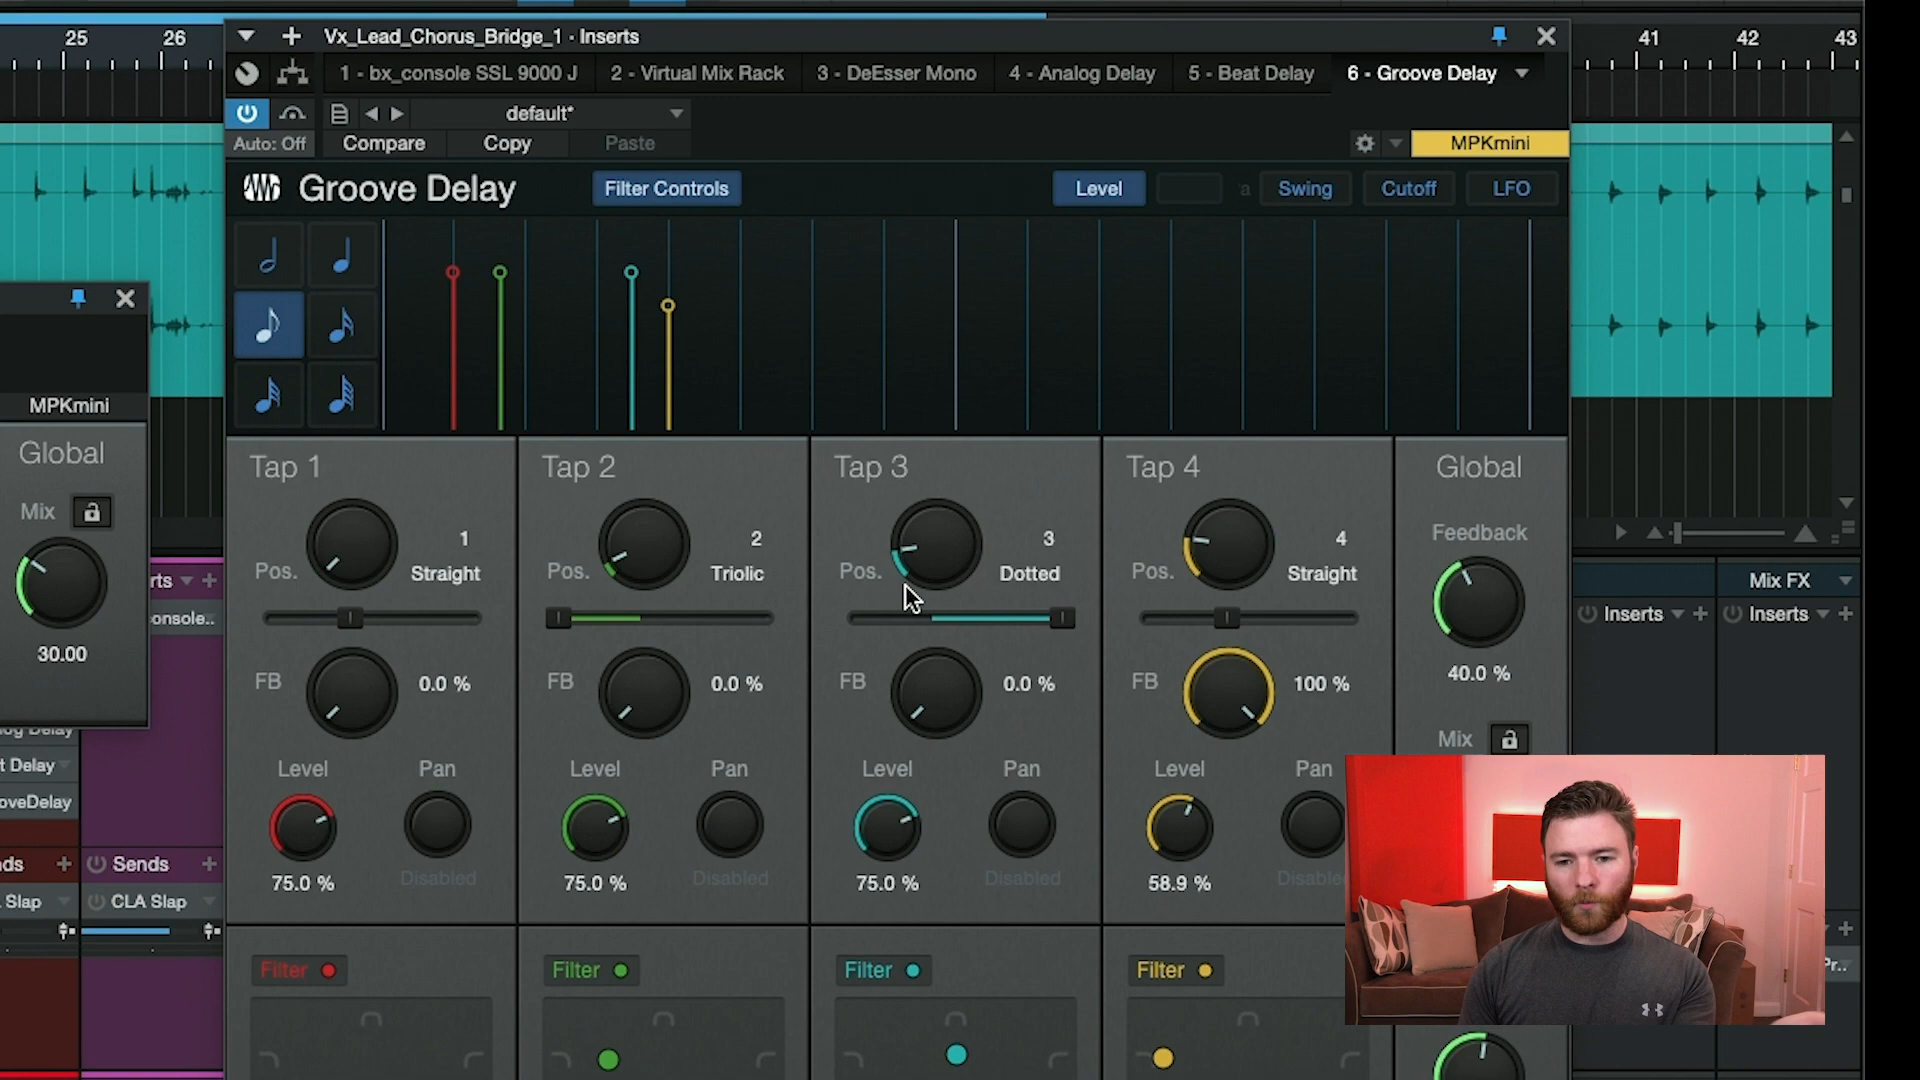 25 26
41 42 43
Vx_Lead_Chorus_Bridge_1 - Inserts
1 - bx_console SSL 9000 J 2 - Virtual Mix Rack 3 - DeEsser Mono 4 - Analog Delay 5 - Beat Delay 6 - Groove Delay
default*
Auto: Off Compare Copy Paste MPKmini
Groove Delay Filter Controls Level Swing Cutoff LFO
MPKmini
Global
Mix
30.00
Tap 1 Tap 2 Tap 3 Tap 4 Global
Feedback
40.0 %
Mix
Pos. 1 Straight
Pos. 2 Triolic
Pos. 3 Dotted
Pos. 4 Straight
FB 0.0 % FB 0.0 % FB 0.0 % FB 100 %
Level Pan Level Pan Level Pan Level Pan
Disabled Disabled Disabled
75.0 % 75.0 % 75.0 % 58.9 %
Filter Filter Filter Filter
rts
onsole..
og Delay
t Delay
oveDelay
ds Sends
Slap CLA Slap
Mix FX
Inserts Inserts
Pr..